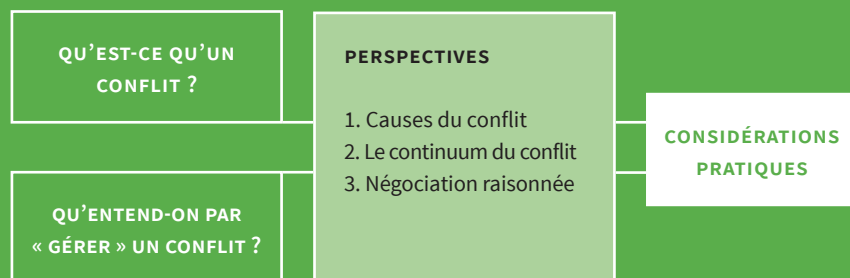 QU’EST-CE QU’UN
CONFLIT ?
QU’ENTEND-ON PAR
« GÉRER » UN CONFLIT ?
PERSPECTIVES
1. Causes du conflit
2. Le continuum du conflit
3. Négociation raisonnée
CONSIDÉRATIONS
PRATIQUES